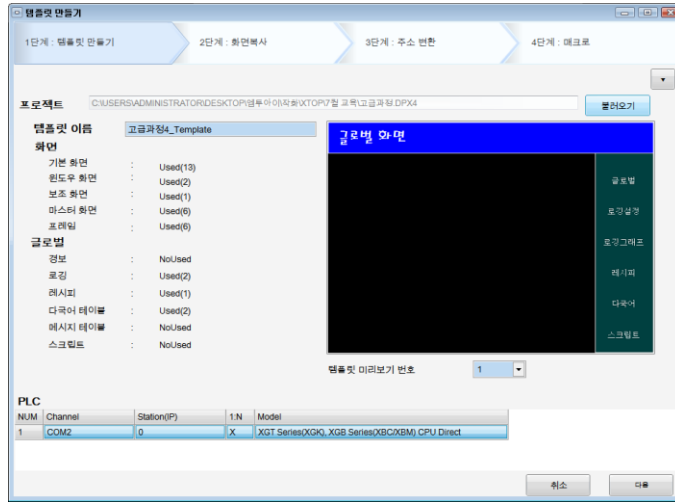 템플릿 만들기
1단계 : 템플릿 만들기
2단계 : 화면복사
3단계 : 주소 변환
4단계 : 매크로
프로젝트
C:\USERS\ADMINISTRATOR\DESKTOP\엠투아이\작화\XTOP\7월 교육\고급과정.DPX4
불러오기
템플릿 이름
고급과정4_Template
화면
기본 화면 : Used(13)
윈도우 화면 : Used(2)
보조 화면 : Used(1)
마스터 화면 : Used(6)
프레임 : Used(6)
글로벌
경보 : NoUsed
로깅 : Used(2)
레시피 : Used(1)
다국어 테이블 : Used(2)
메시지 테이블 : NoUsed
스크립트 : NoUsed
글로벌 화면
글로벌
로깅설정
로깅그래프
레시피
다국어
스크립트
템플릿 미리보기 번호 1
PLC
NUM Channel Station(IP) 1:N Model
1 COM2 0 X XGT Series(XGK), XGB Series(XBC/XBM) CPU Direct
취소
다음